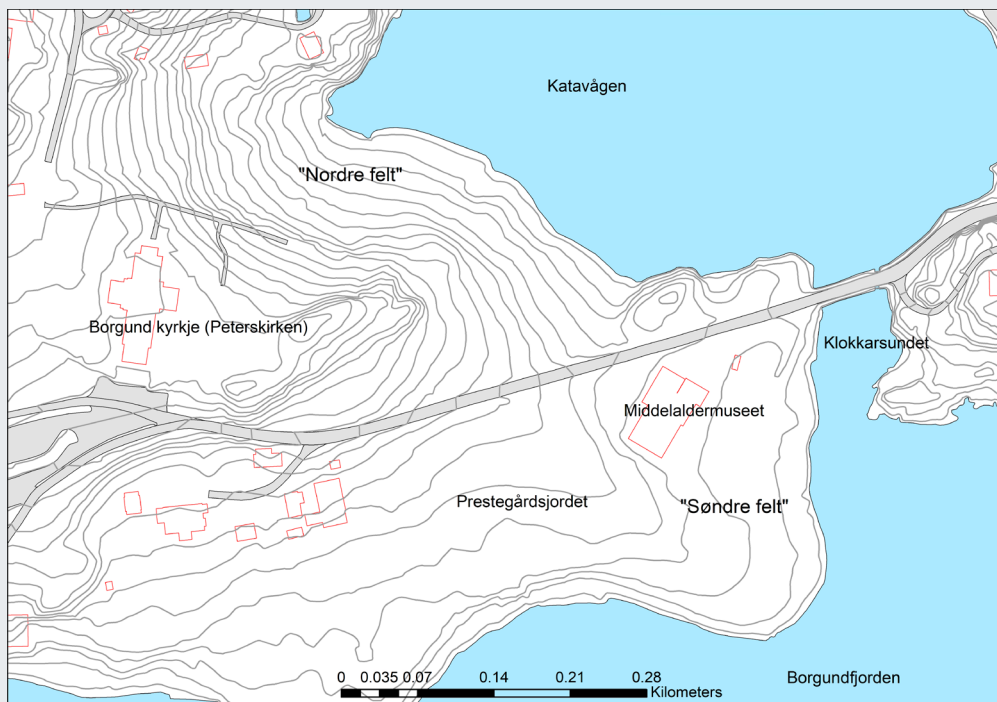 Katavågen
"Nordre felt"
Borgund kyrkje (Peterskirken)
Klokkarsundet
Middelaldermuseet
Prestegårdsjordet
"Søndre felt"
0 0.035 0.07 0.14 0.21 0.28
Kilometers
Borgundfjorden